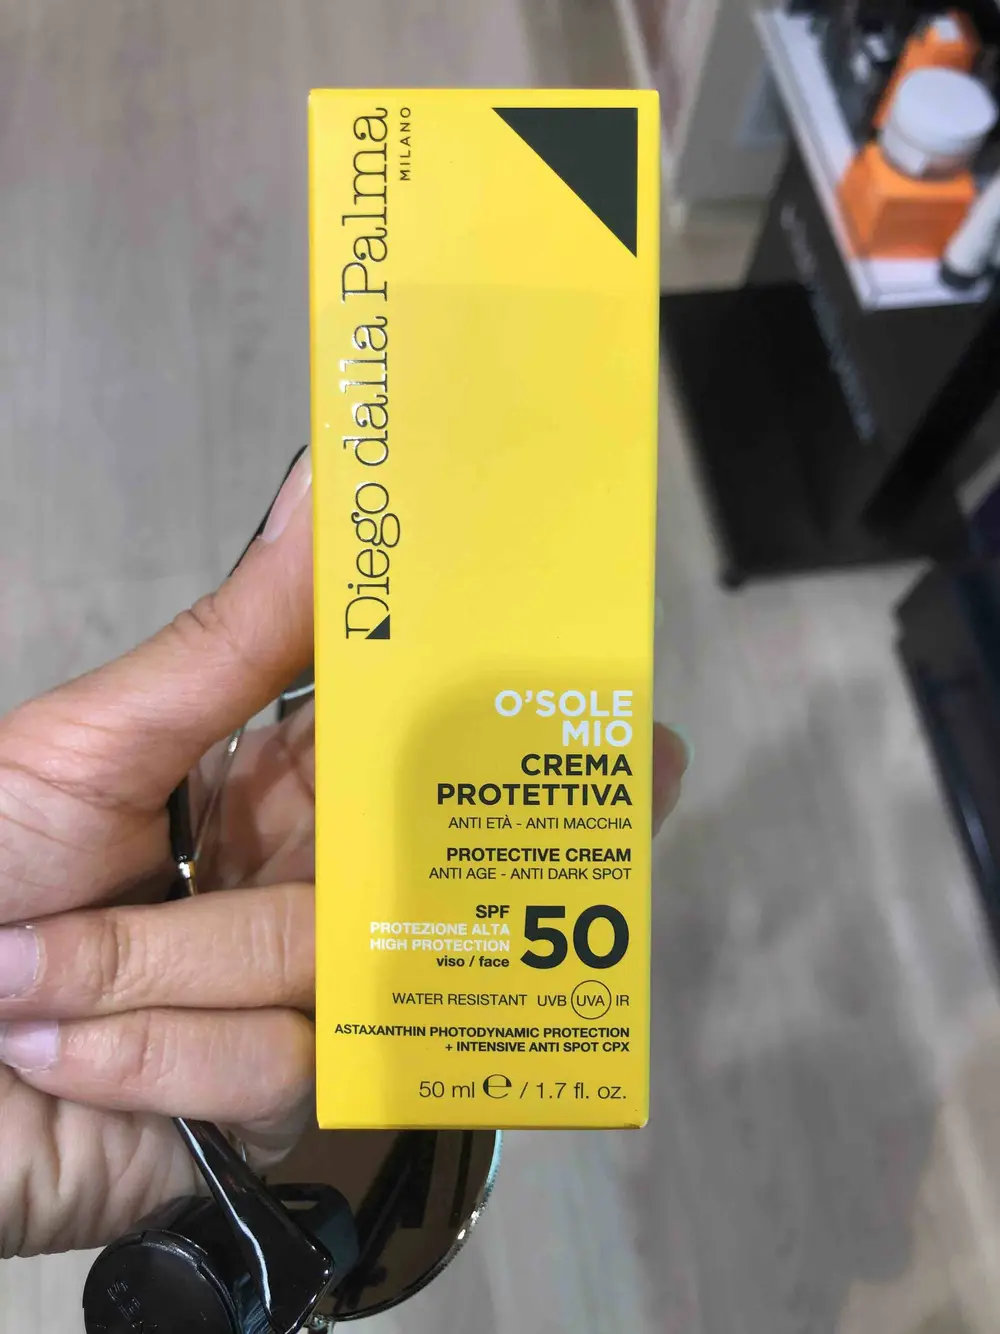 Diego dalla Palma
MILANO
O'SOLE
MIO
CREMA
PROTETTIVA
ANTI ETÀ - ANTI MACCHIA
PROTECTIVE CREAM
ANTI AGE - ANTI DARK SPOT
SPF 50
PROTEZIONE ALTA
HIGH PROTECTION
viso / face
WATER RESISTANT UVB UVA IR
ASTAXANTHIN PHOTODYNAMIC PROTECTION
+ INTENSIVE ANTI SPOT CPX
50 ml ℮ / 1.7 fl. oz.